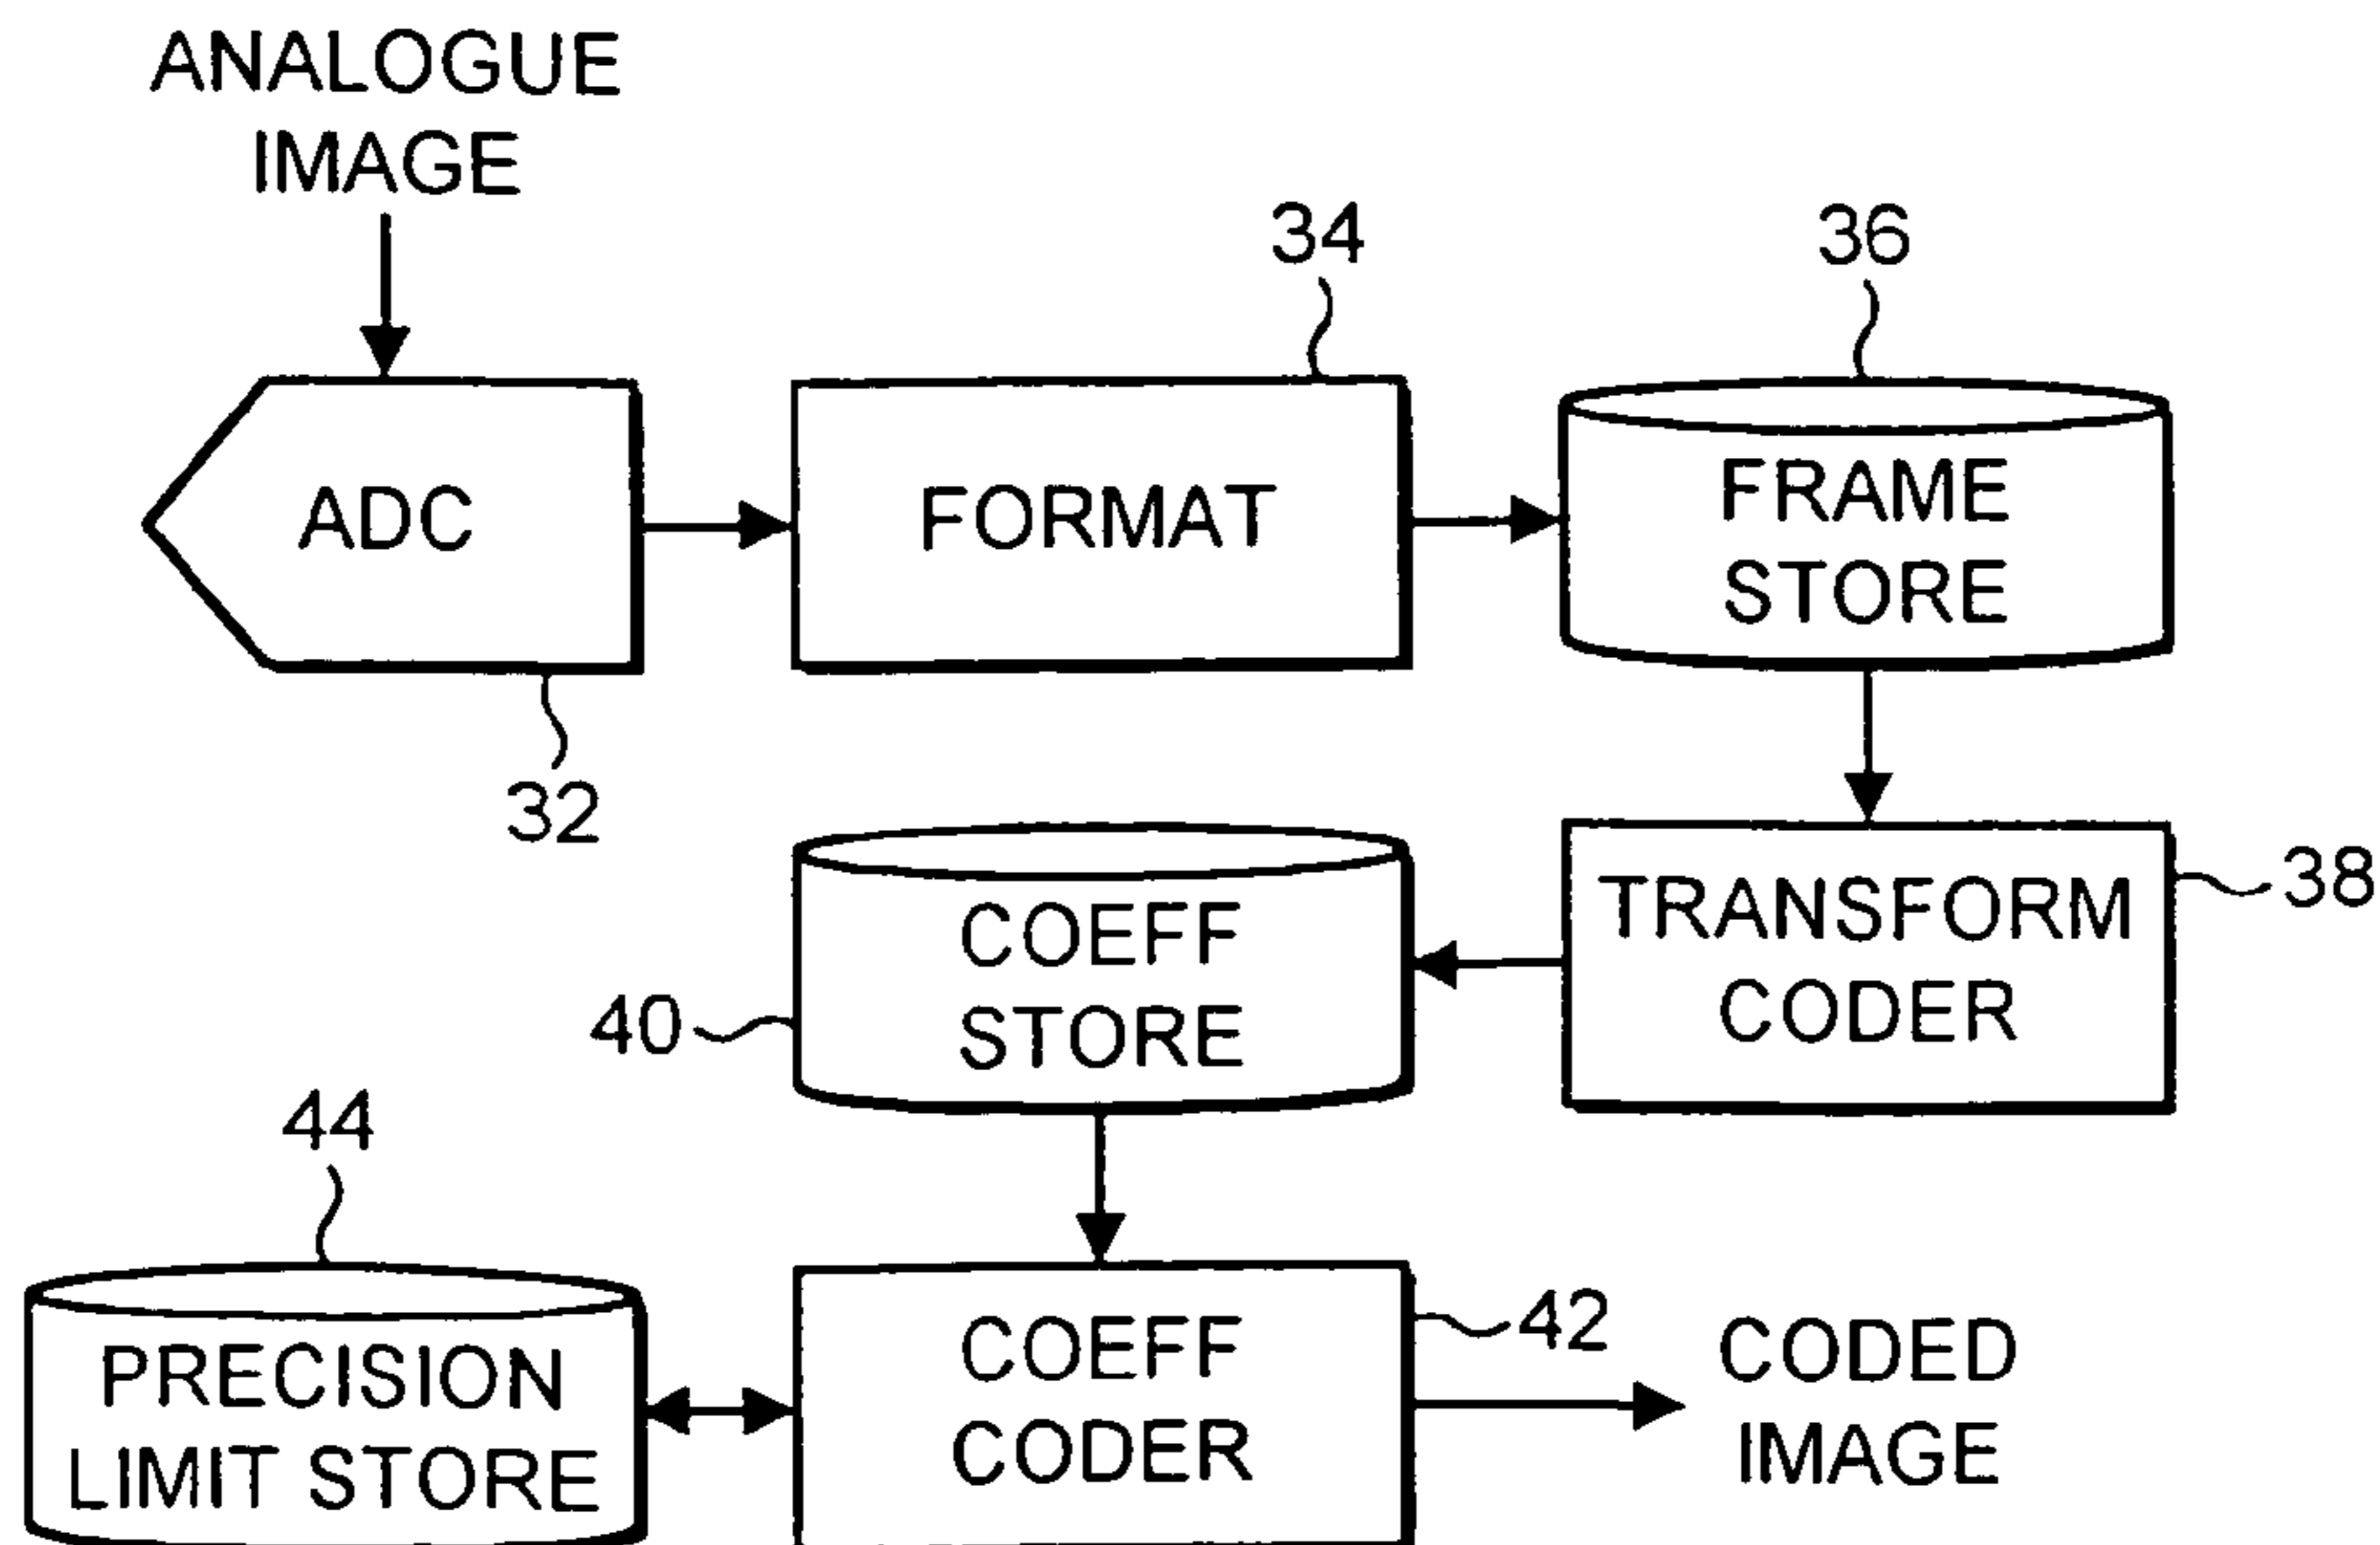 ANALOGUE
IMAGE
34
36
ADC
FORMAT
FRAME
STORE
32
38
TRANSFORM
CODER
COEFF
STORE
40
44
PRECISION
LIMIT STORE
COEFF
CODER
42
CODED
IMAGE